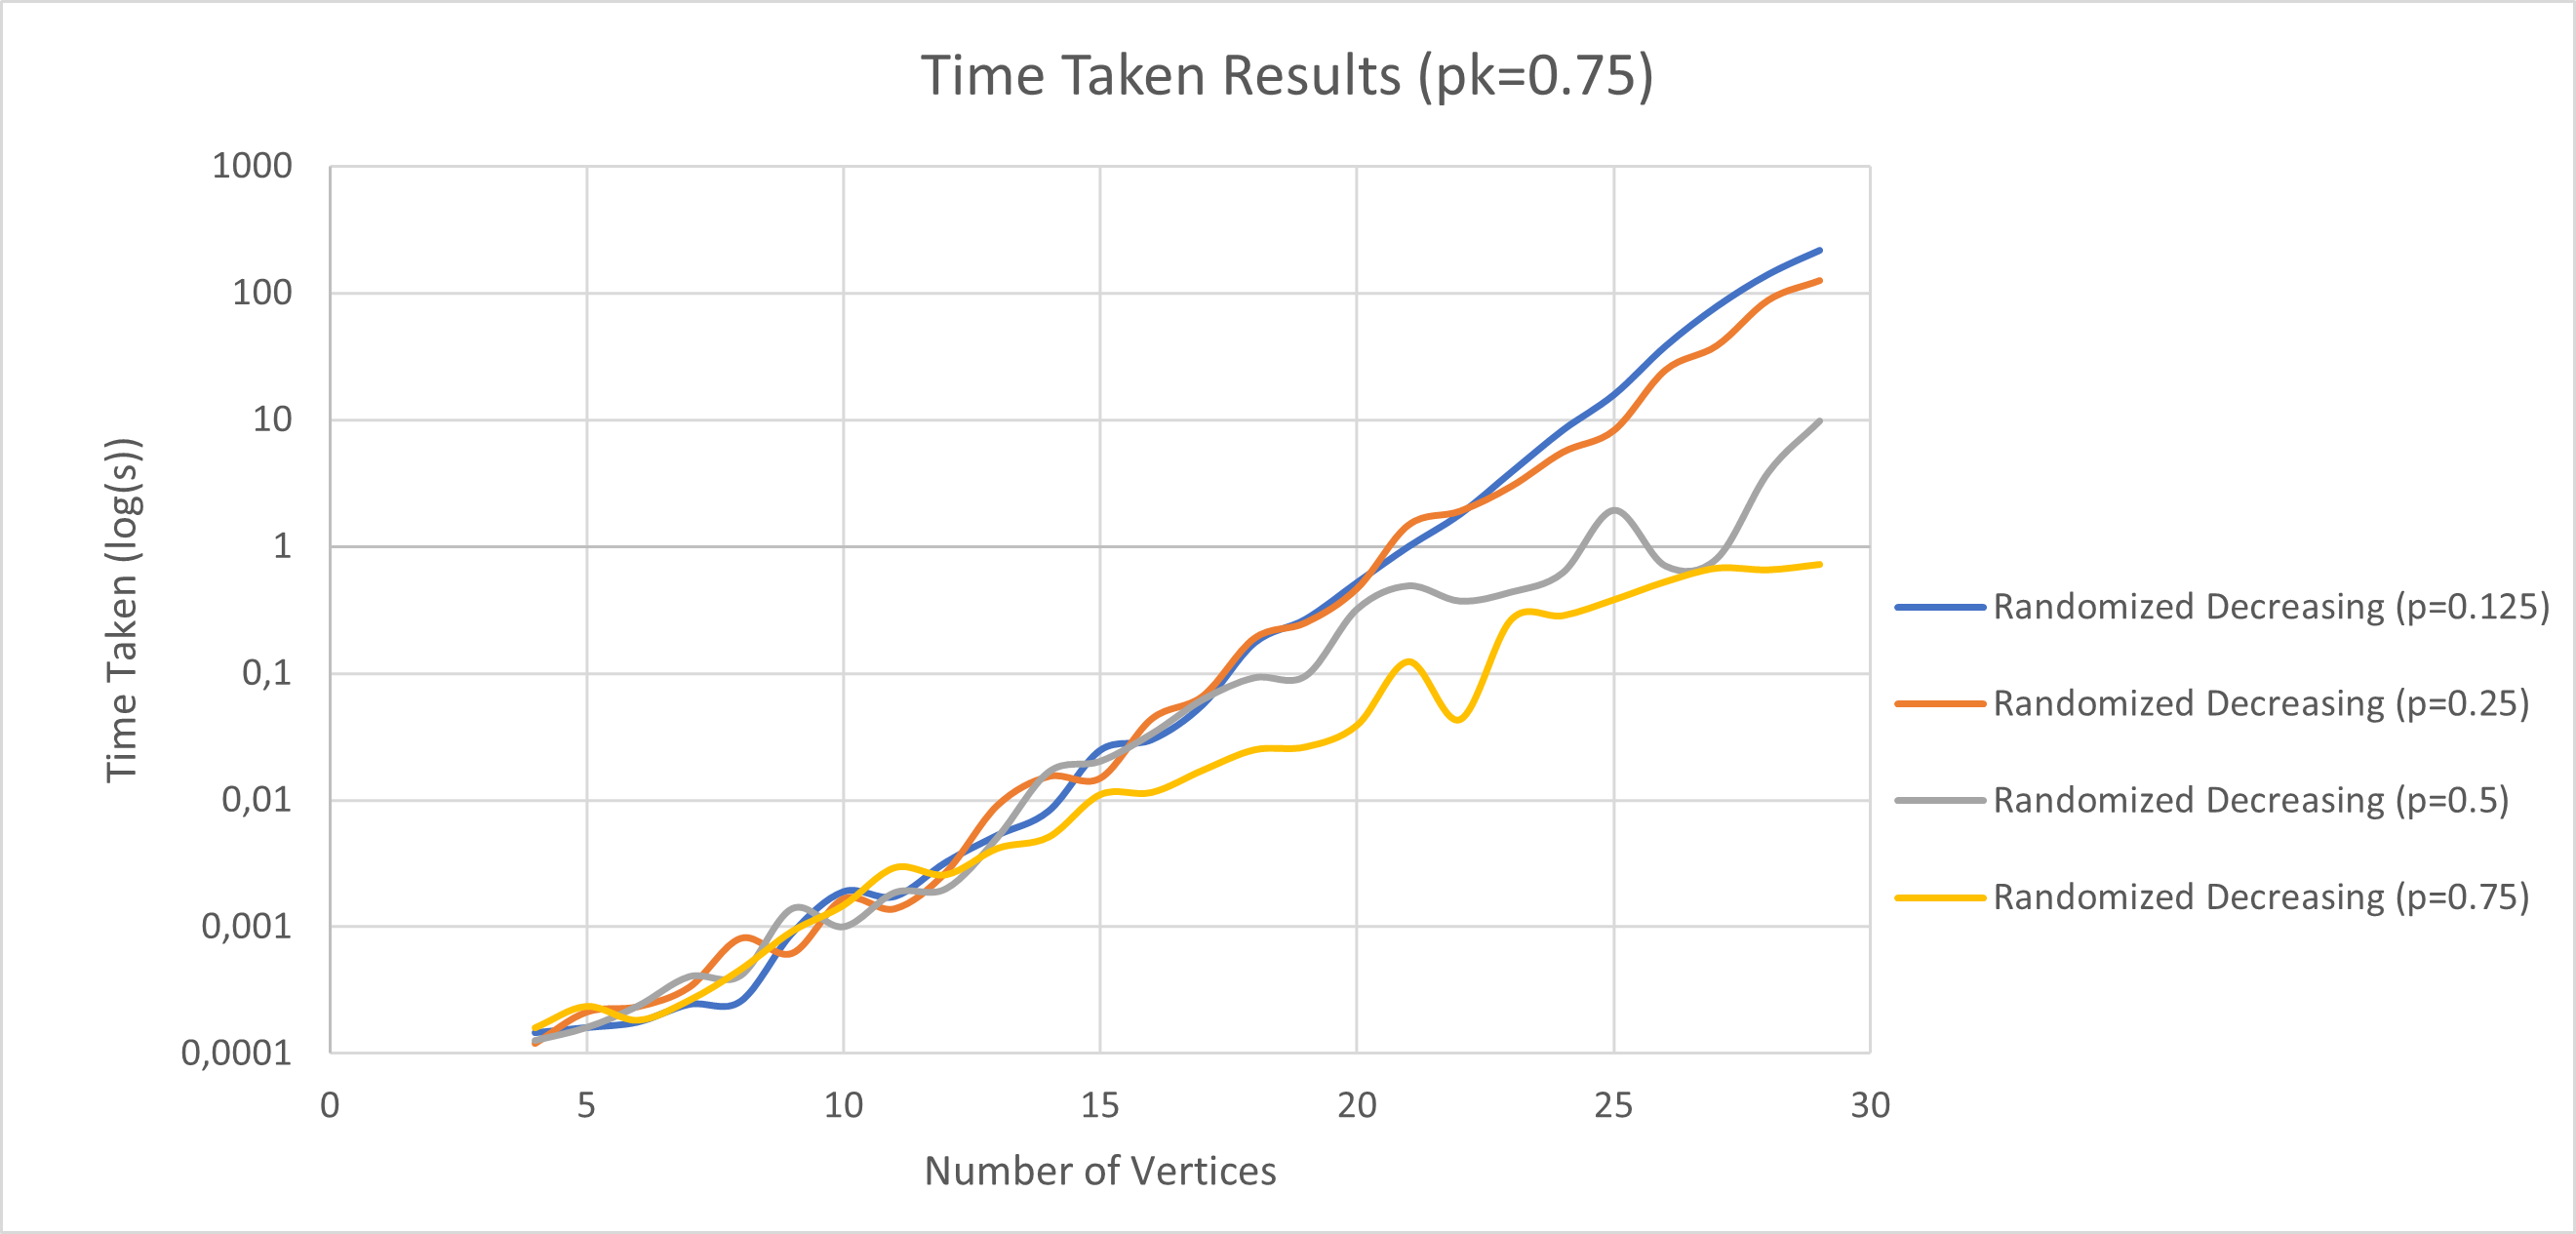 Time Taken Results (pk=0.75)
1000
100
10
1
0,1
0,01
0,001
0,0001
Time Taken (log(s))
0 5 10 15 20 25 30
Number of Vertices
Randomized Decreasing (p=0.125)
Randomized Decreasing (p=0.25)
Randomized Decreasing (p=0.5)
Randomized Decreasing (p=0.75)